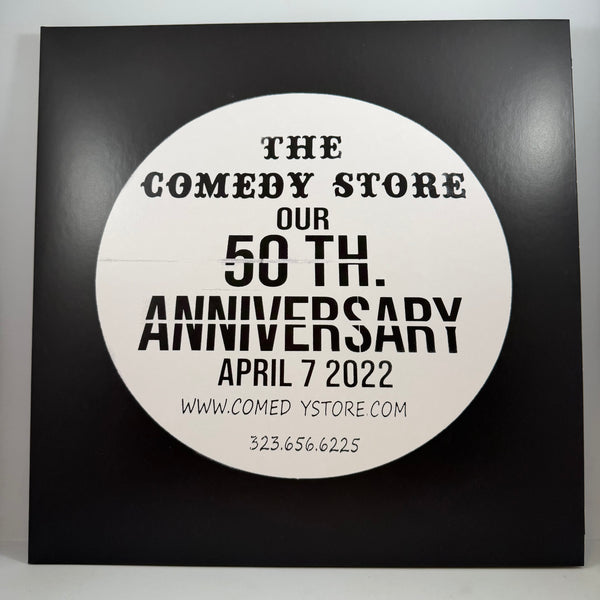 THE
COMEDY STORE
OUR
50 TH.
ANNIVERSARY
APRIL 7 2022
WWW.COMED YSTORE.COM
323.656.6225